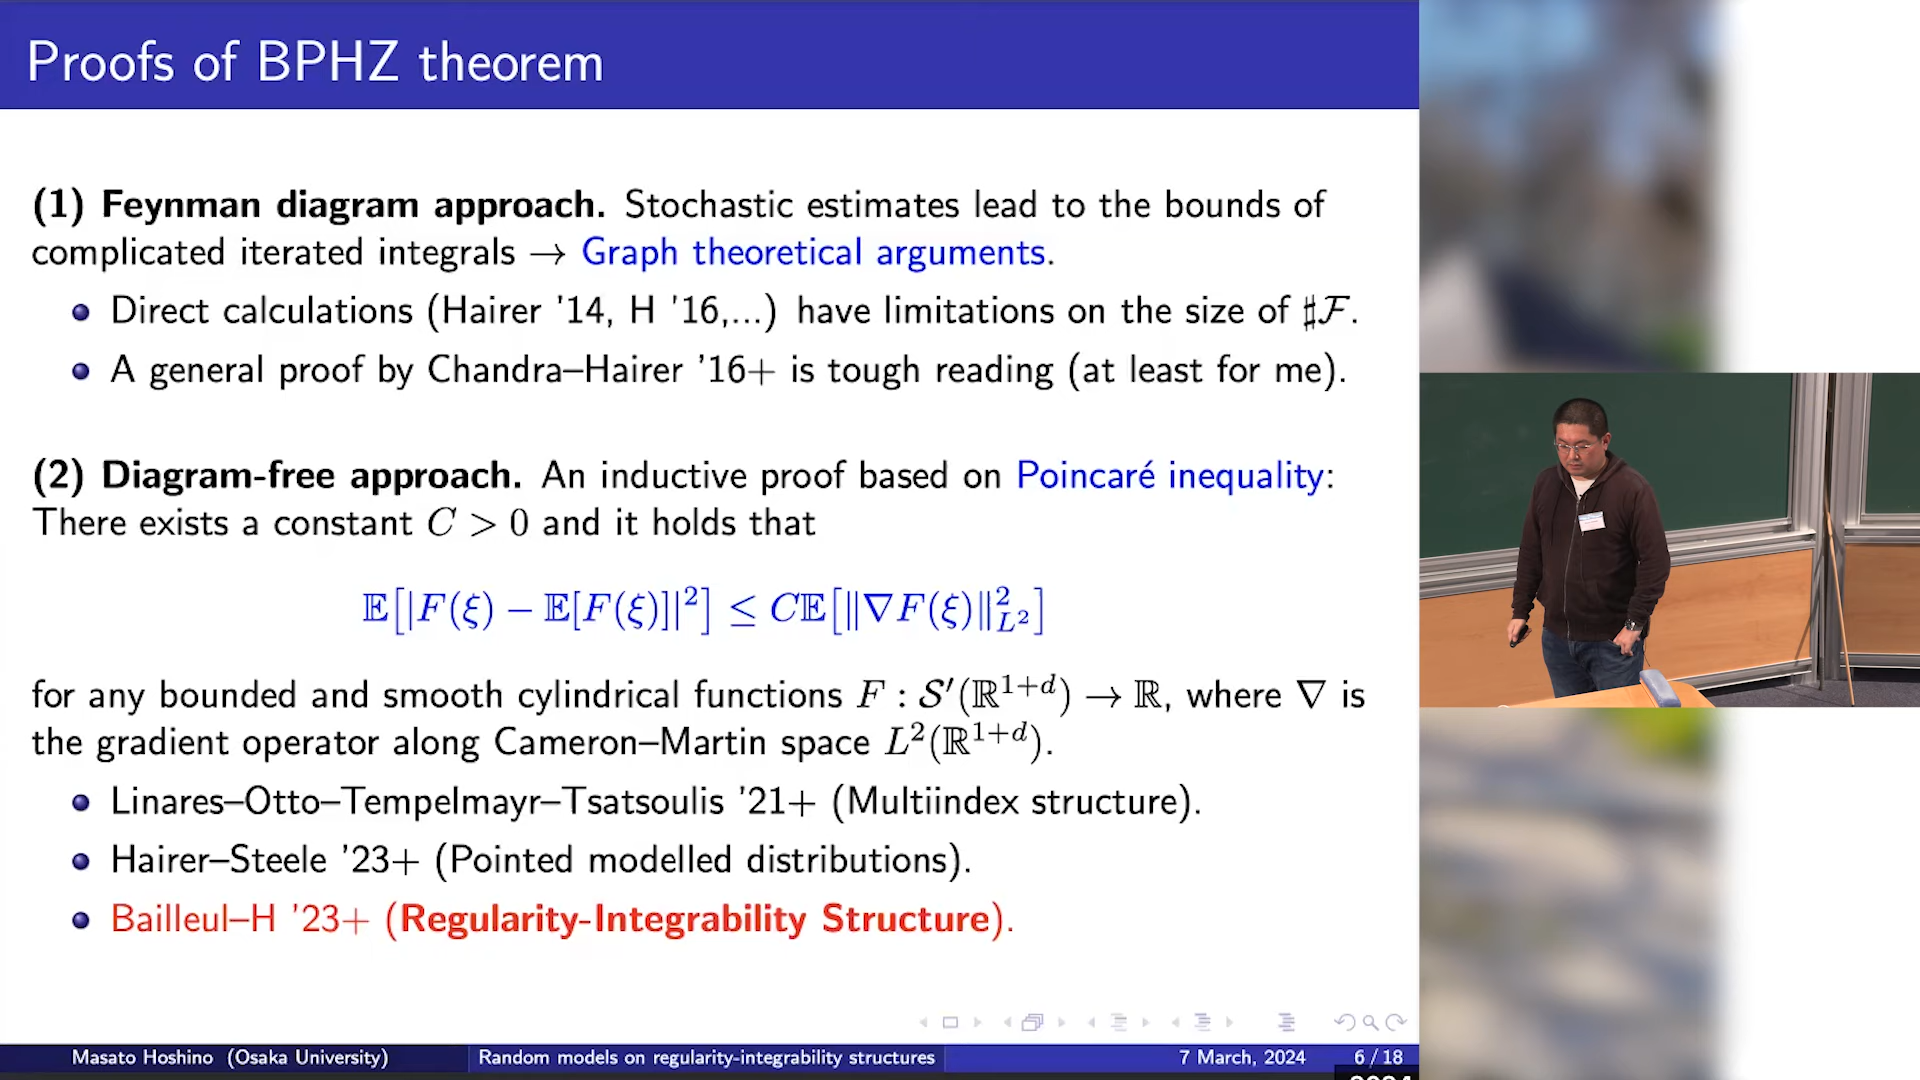 Proofs of BPHZ theorem
(1) Feynman diagram approach. Stochastic estimates lead to the bounds of
complicated iterated integrals → Graph theoretical arguments.
Direct calculations (Hairer '14, H '16,...) have limitations on the size of ♯ℱ.
A general proof by Chandra–Hairer '16+ is tough reading (at least for me).
(2) Diagram-free approach. An inductive proof based on Poincaré inequality:
There exists a constant C > 0 and it holds that
𝔼[|F(ξ) − 𝔼[F(ξ)]|²] ≤ C𝔼[‖∇F(ξ)‖²_{L²}]
for any bounded and smooth cylindrical functions F : 𝒮′(ℝ^{1+d}) → ℝ, where ∇ is
the gradient operator along Cameron–Martin space L²(ℝ^{1+d}).
Linares–Otto–Tempelmayr–Tsatsoulis '21+ (Multiindex structure).
Hairer–Steele '23+ (Pointed modelled distributions).
Bailleul–H '23+ (Regularity-Integrability Structure).
Masato Hoshino (Osaka University) Random models on regularity-integrability structures 7 March, 2024 6 / 18